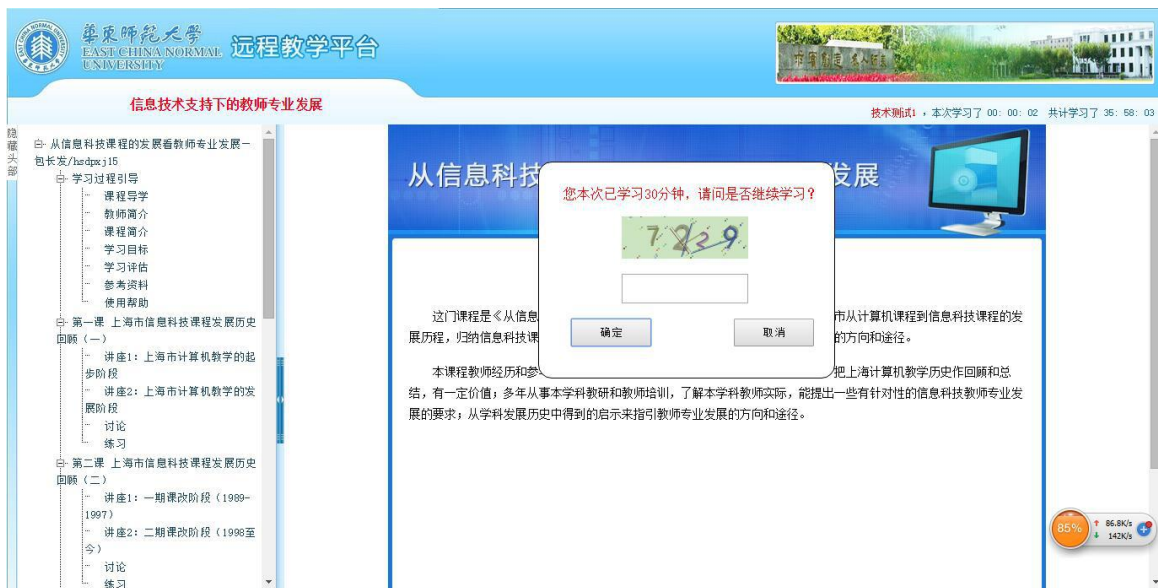 華東師範大學
EAST CHINA NORMAL
UNIVERSITY
远程教学平台
信息技术支持下的教师专业发展
技术测试1，本次学习了 00: 00: 02 共计学习了 35: 58: 03
隐藏头部
从信息科技课程的发展看教师专业发展—
包长发/hsdpxj15
学习过程引导
课程导学
教师简介
课程简介
学习目标
学习评估
参考资料
使用帮助
第一课 上海市信息科技课程发展历史
回顾（一）
讲座1：上海市计算机教学的起
步阶段
讲座2：上海市计算机教学的发
展阶段
讨论
练习
第二课 上海市信息科技课程发展历史
回顾（二）
讲座1：一期课改阶段（1989-
1997）
讲座2：二期课改阶段（1998至
今）
讨论
练习
从信息科技
发展
您本次已学习30分钟，请问是否继续学习？
7229
确定
取消
这门课程是《从信息
市从计算机课程到信息科技课程的发
展历程，归纳信息科技课
的方向和途径。
本课程教师经历和参
把上海计算机教学历史作回顾和总
结，有一定价值；多年从事本学科教研和教师培训，了解本学科教师实际，能提出一些有针对性的信息科技教师专业发
展的要求；从学科发展历史中得到的启示来指引教师专业发展的方向和途径。
85%
86.8K/s
142K/s